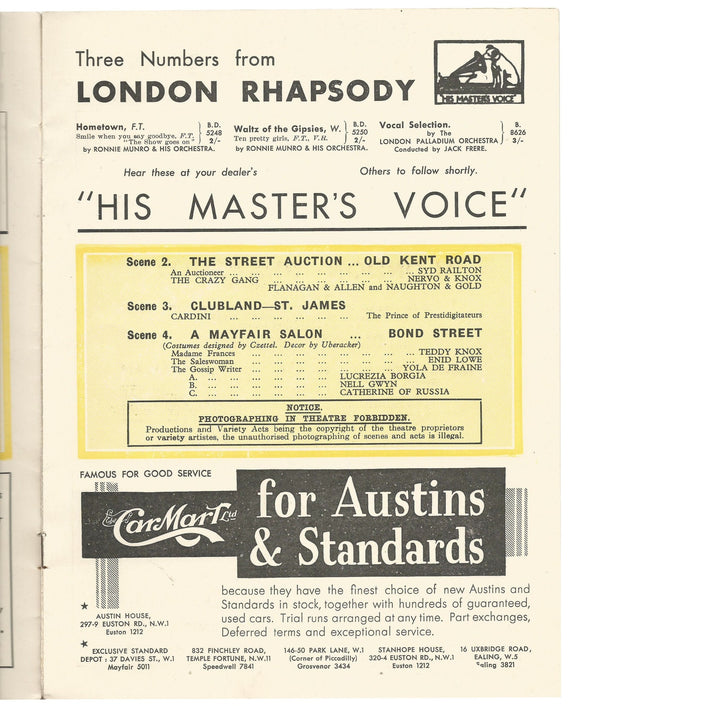 Three Numbers from
LONDON RHAPSODY
"HIS MASTER'S VOICE"
Hometown, F.T.
Smile when you say goodbye, F.T.
"The Show goes on"
B.D.
5248
2/-
by RONNIE MUNRO & HIS ORCHESTRA.
Waltz of the Gipsies, W.
Ten pretty girls, F.T., V.R.
B.D.
5250
2/-
by RONNIE MUNRO & HIS ORCHESTRA.
Vocal Selection.
by The
LONDON PALLADIUM ORCHESTRA
Conducted by JACK FRERE.
B.
8626
3/-
Hear these at your dealer's
Others to follow shortly.
"HIS MASTER'S VOICE"
Scene 2. THE STREET AUCTION ... OLD KENT ROAD
An Auctioneer ... ... ... ... ... ... ... ... SYD RAILTON
THE CRAZY GANG ... ... ... ... ... ... ... NERVO & KNOX
FLANAGAN & ALLEN and NAUGHTON & GOLD
Scene 3. CLUBLAND—ST. JAMES
CARDINI ... ... ... ... ... The Prince of Prestidigitateurs
Scene 4. A MAYFAIR SALON ... BOND STREET
(Costumes designed by Czettel. Decor by Uberacker)
Madame Frances ... ... ... ... ... ... ... TEDDY KNOX
The Saleswoman ... ... ... ... ... ... ... ENID LOWE
The Gossip Writer ... ... ... ... ... ... ... YOLA DE FRAINE
A. ... ... ... ... ... ... LUCREZIA BORGIA
B. ... ... ... ... ... ... NELL GWYN
C. ... ... ... ... ... ... CATHERINE OF RUSSIA
NOTICE.
PHOTOGRAPHING IN THEATRE FORBIDDEN.
Productions and Variety Acts being the copyright of the theatre proprietors
or variety artistes, the unauthorised photographing of scenes and acts is illegal.
FAMOUS FOR GOOD SERVICE
The Car Mart Ltd
for Austins
& Standards
because they have the finest choice of new Austins and
Standards in stock, together with hundreds of guaranteed,
used cars. Trial runs arranged at any time. Part exchanges,
Deferred terms and exceptional service.
★
AUSTIN HOUSE,
297-9 EUSTON RD., N.W.1
Euston 1212
★
EXCLUSIVE STANDARD
DEPOT : 37 DAVIES ST., W.1
Mayfair 5011
832 FINCHLEY ROAD,
TEMPLE FORTUNE, N.W.11
Speedwell 7841
146-50 PARK LANE, W.1
(Corner of Piccadilly)
Grosvenor 3434
STANHOPE HOUSE,
320-4 EUSTON RD., N.W.1
Euston 1212
16 UXBRIDGE ROAD,
EALING, W.5
Ealing 3821